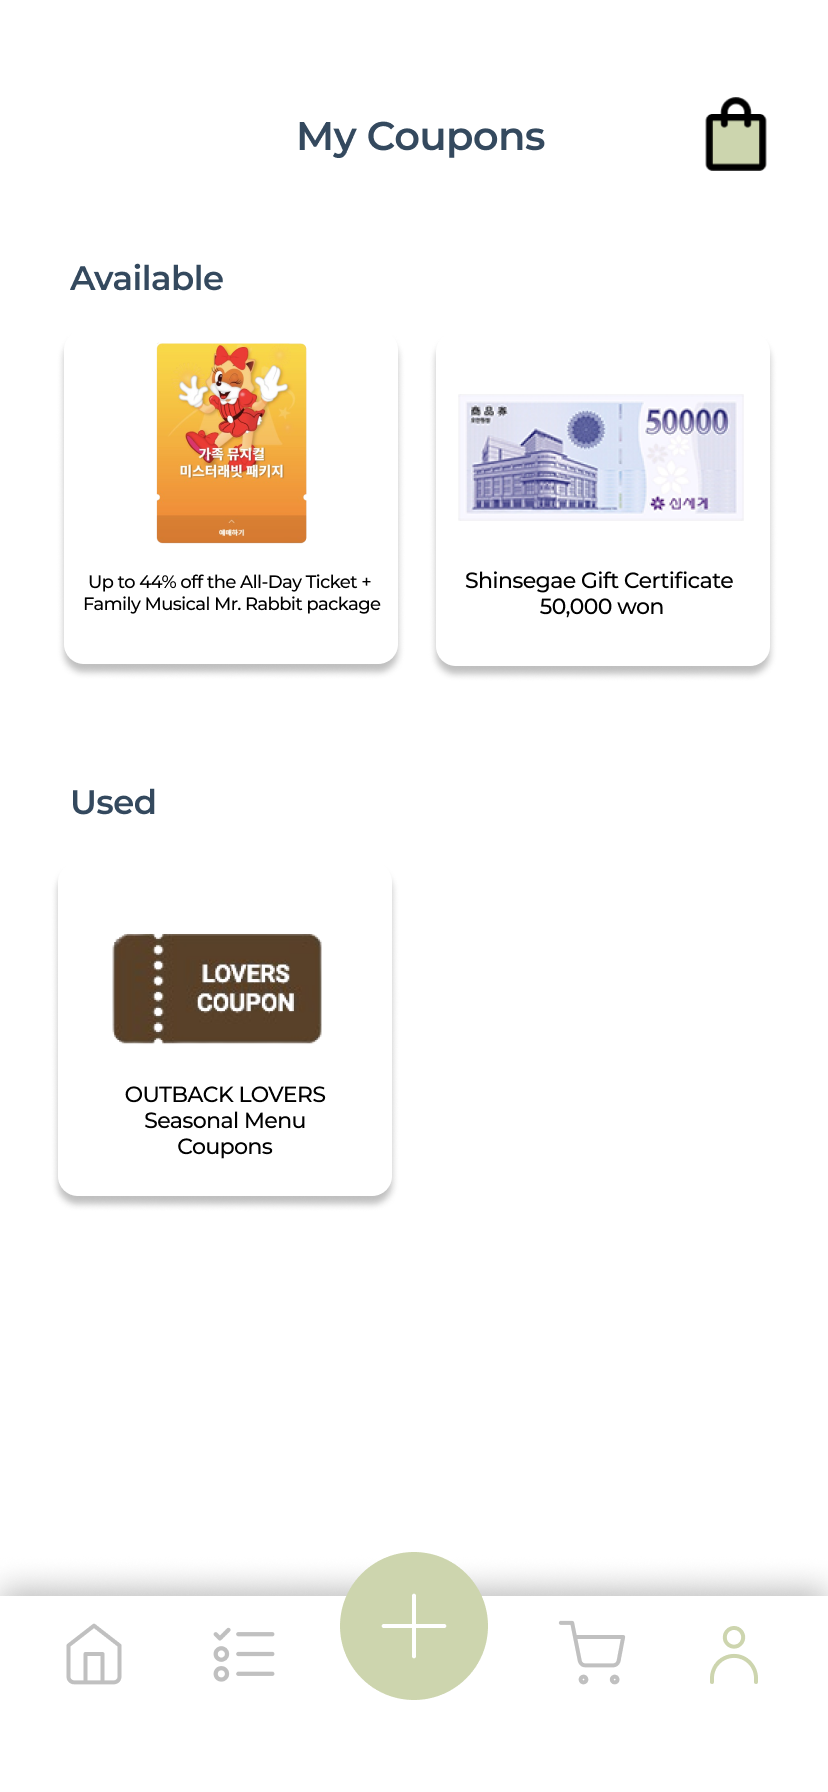 My Coupons
Available
가족 뮤지컬
미스터래빗 패키지
예매하기
Up to 44% off the All-Day Ticket +
Family Musical Mr. Rabbit package
商品券
50000
신세계
Shinsegae Gift Certificate
50,000 won
Used
LOVERS
COUPON
OUTBACK LOVERS
Seasonal Menu
Coupons